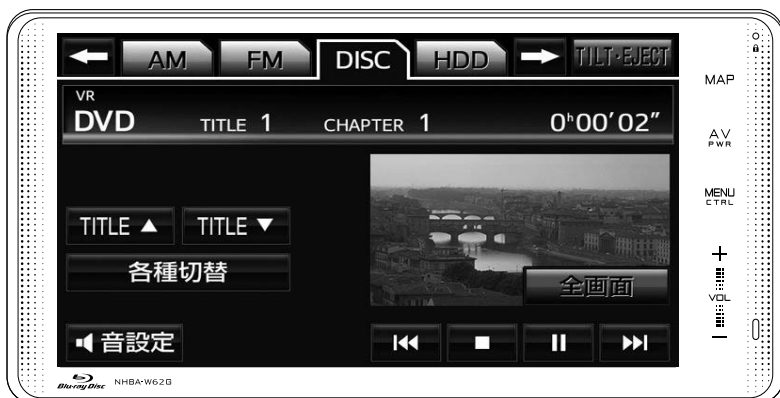 AM FM DISC HDD TILT·EJECT
MAP
VR
DVD TITLE 1 CHAPTER 1 0ʰ00′02″
AV
PWR
MENU
CTRL
TITLE ▲ TITLE ▼
各種切替
全画面
+
VOL
−
音設定
Blu-ray Disc NHBA-W62G